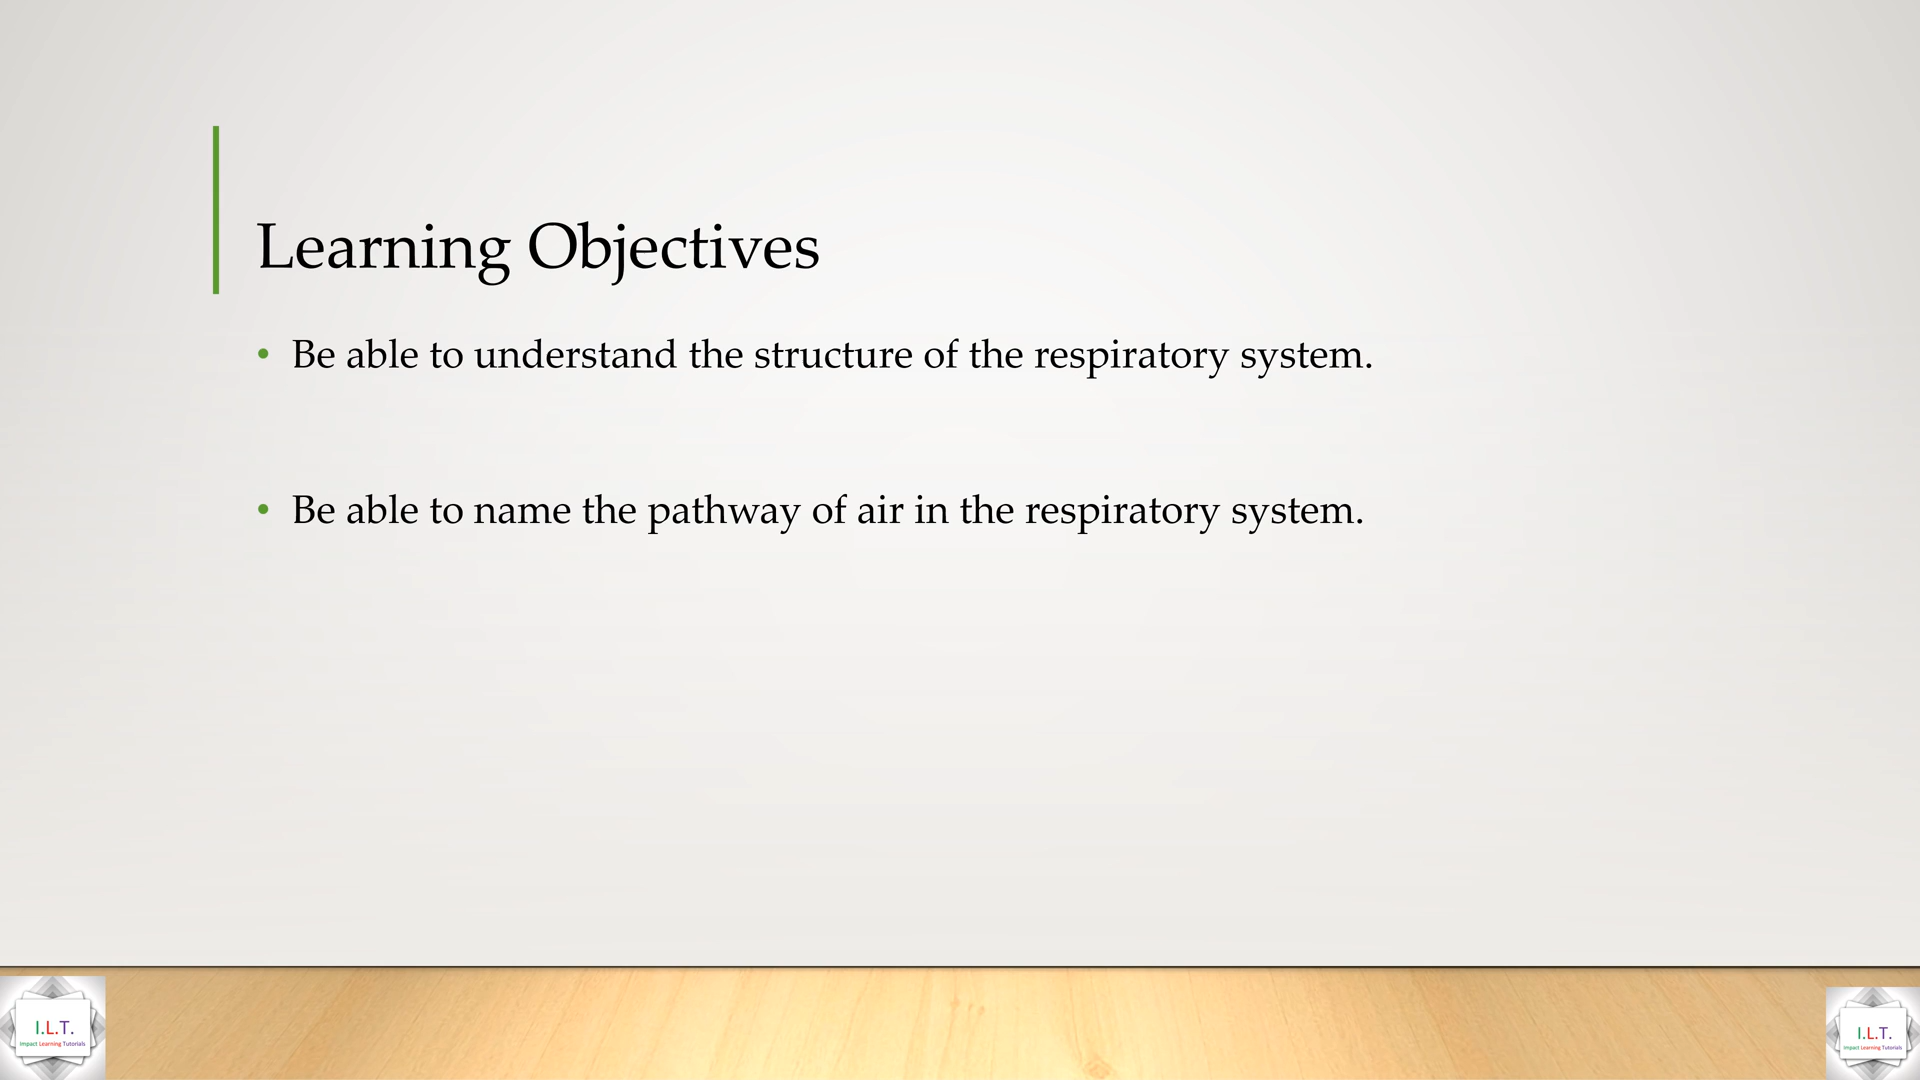 Learning Objectives
• Be able to understand the structure of the respiratory system.
• Be able to name the pathway of air in the respiratory system.
I.L.T.
Impact Learning Tutorials
I.L.T.
Impact Learning Tutorials